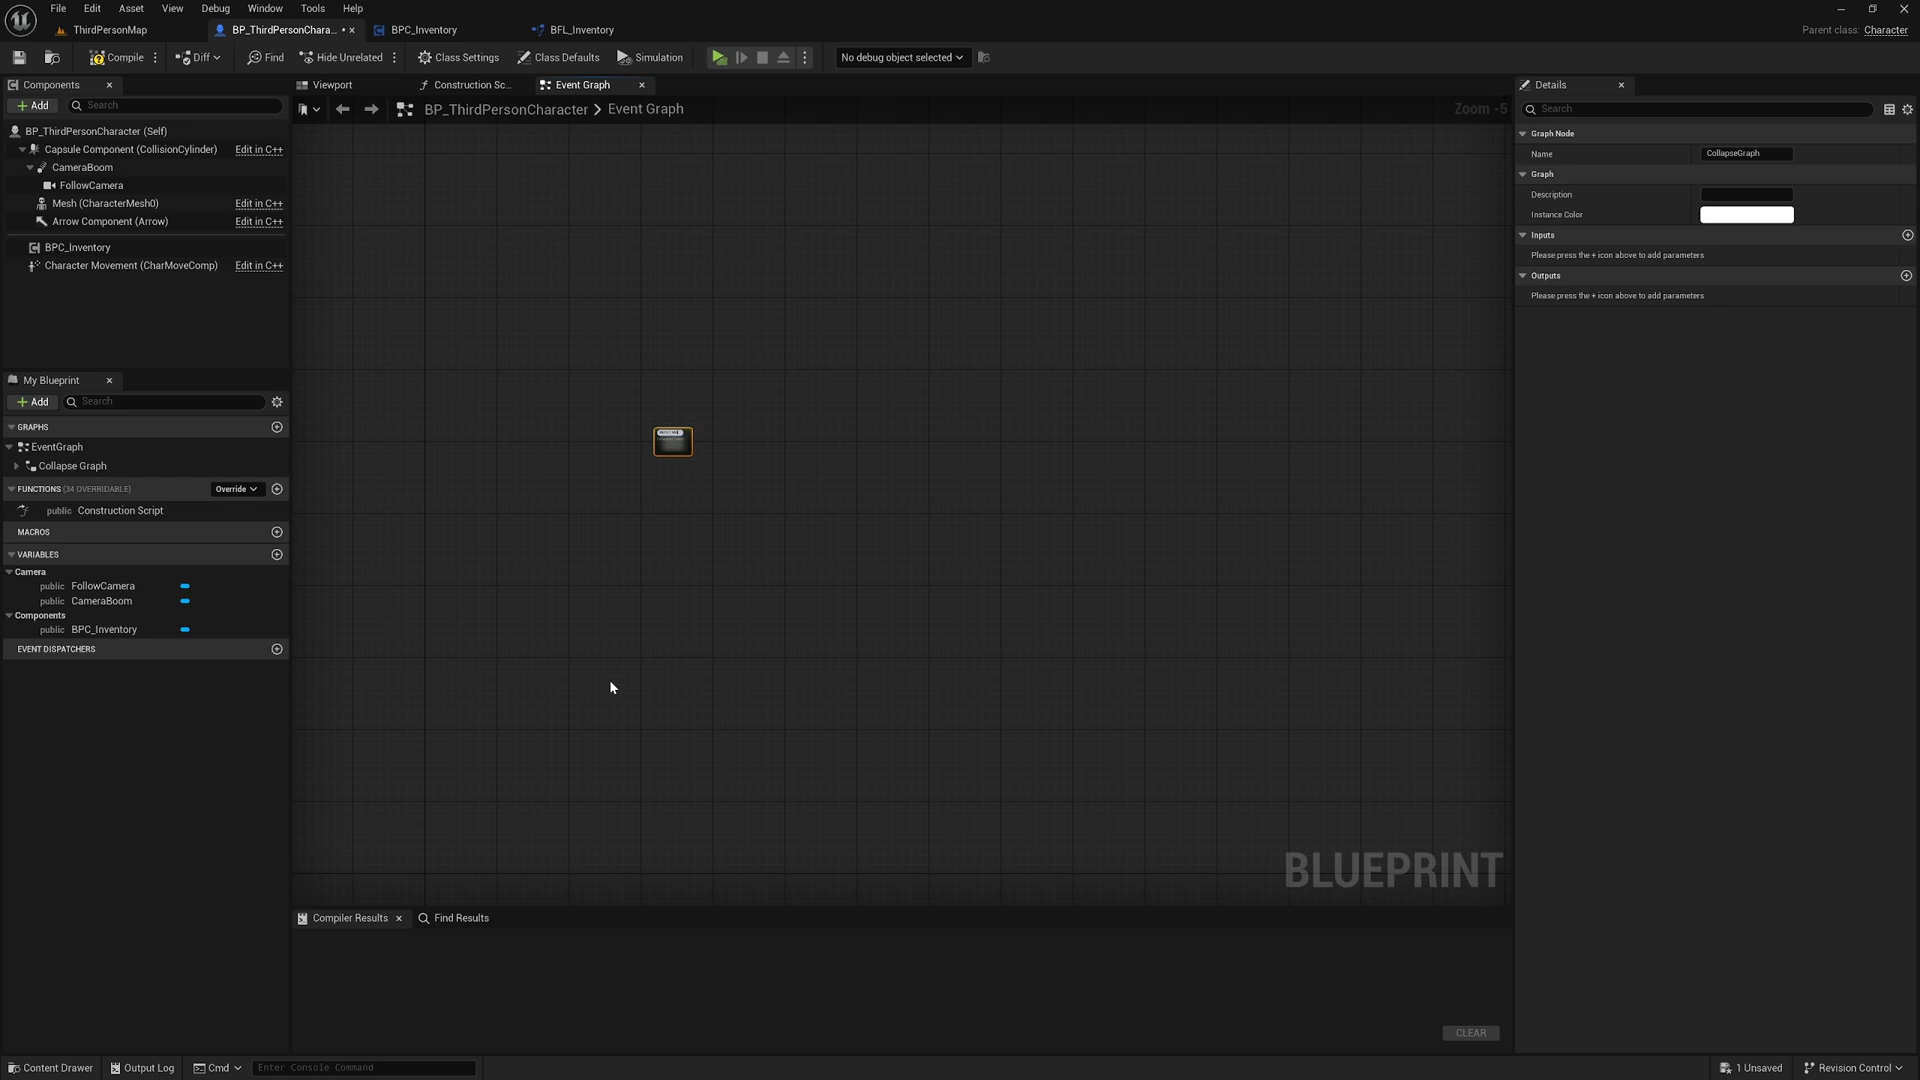 File Edit Asset View Debug Window Tools Help
ThirdPersonMap BP_ThirdPersonChara... • BPC_Inventory BFL_Inventory Parent class: Character
Compile Diff Find Hide Unrelated Class Settings Class Defaults Simulation No debug object selected
Components Viewport Construction Sc... Event Graph Details
+ Add Search BP_ThirdPersonCharacter > Event Graph Zoom -5 Search
BP_ThirdPersonCharacter (Self) Graph Node
Capsule Component (CollisionCylinder) Edit in C++ Name CollapseGraph
CameraBoom Graph
FollowCamera Description
Mesh (CharacterMesh0) Edit in C++ Instance Color
Arrow Component (Arrow) Edit in C++ Inputs
BPC_Inventory Please press the + icon above to add parameters
Character Movement (CharMoveComp) Edit in C++ Outputs
Please press the + icon above to add parameters
My Blueprint
+ Add Search
GRAPHS
EventGraph
Collapse Graph
FUNCTIONS (34 OVERRIDABLE) Override
public Construction Script
MACROS
VARIABLES
Camera
public FollowCamera
public CameraBoom
Components
public BPC_Inventory
EVENT DISPATCHERS
BLUEPRINT
Compiler Results Find Results
CLEAR
Content Drawer Output Log Cmd Enter Console Command 1 Unsaved Revision Control